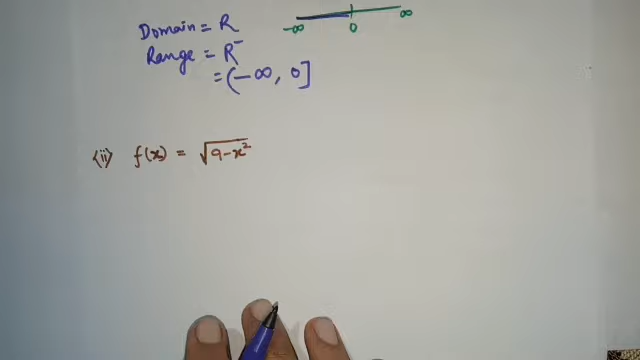 Domain = R
Range = R⁻
= (-∞, 0]
-∞ 0 ∞
(ii) f(x) = √9-x²